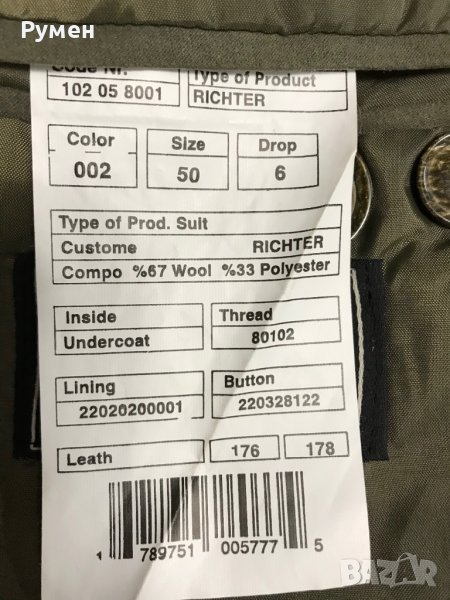 Румен
Code Nr. Type of Product
102 05 8001 RICHTER
Color Size Drop
002 50 6
Type of Prod. Suit
Custome RICHTER
Compo %67 Wool %33 Polyester
Inside Thread
Undercoat 80102
Lining Button
22020200001 220328122
Leath 176 178
1 789751 005777 5
BAZAR